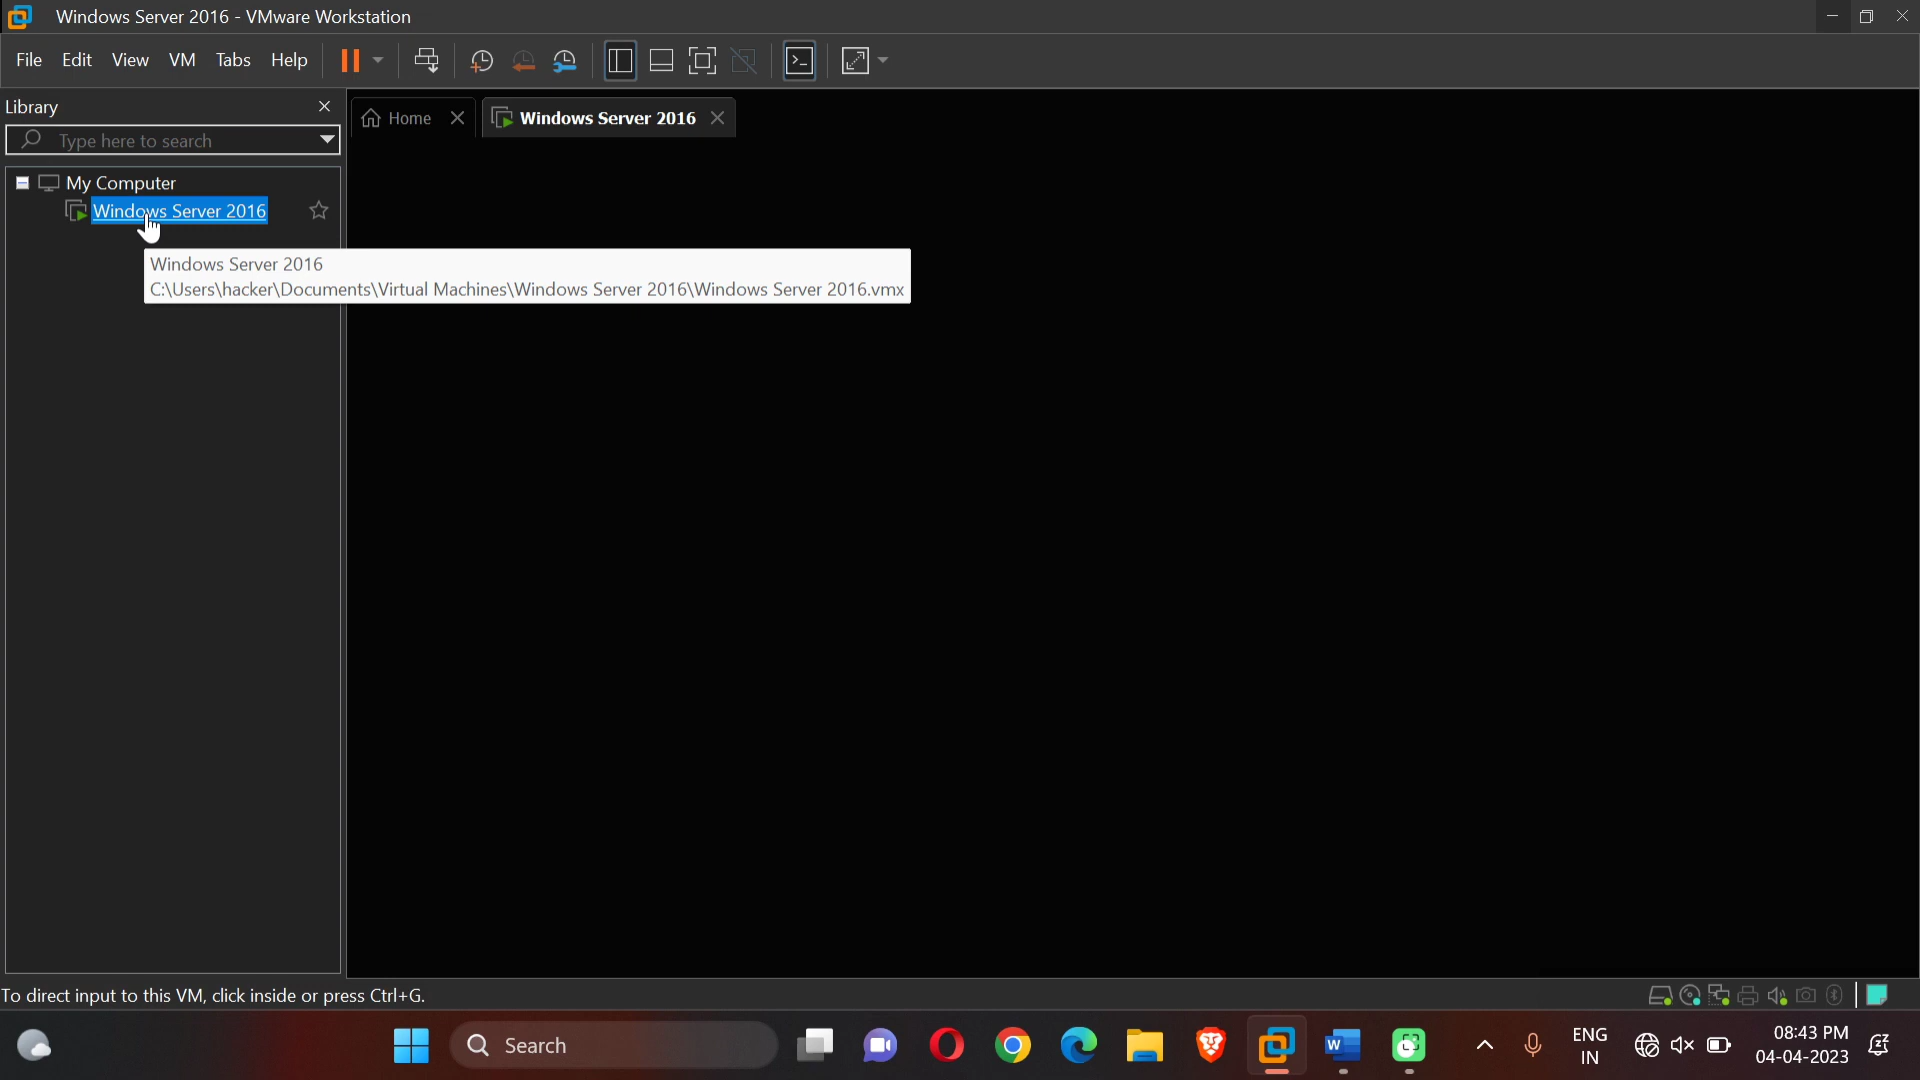 Windows Server 2016 - VMware Workstation
File Edit View VM Tabs Help
Library
Type here to search
Home
Windows Server 2016
My Computer
Windows Server 2016
Windows Server 2016
C:\Users\hacker\Documents\Virtual Machines\Windows Server 2016\Windows Server 2016.vmx
To direct input to this VM, click inside or press Ctrl+G.
Search
ENG
IN
08:43 PM
04-04-2023